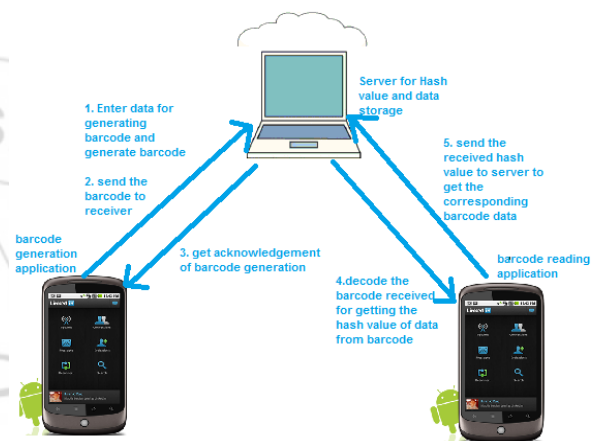 Server for Hash
value and data
storage
1. Enter data for
generating
barcode and
generate barcode
2. send the
barcode to
receiver
3. get acknowledgement
of barcode generation
barcode
generation
application
4.decode the
barcode received
for getting the
hash value of data
from barcode
5. send the
received hash
value to server to
get the
corresponding
barcode data
barcode reading
application